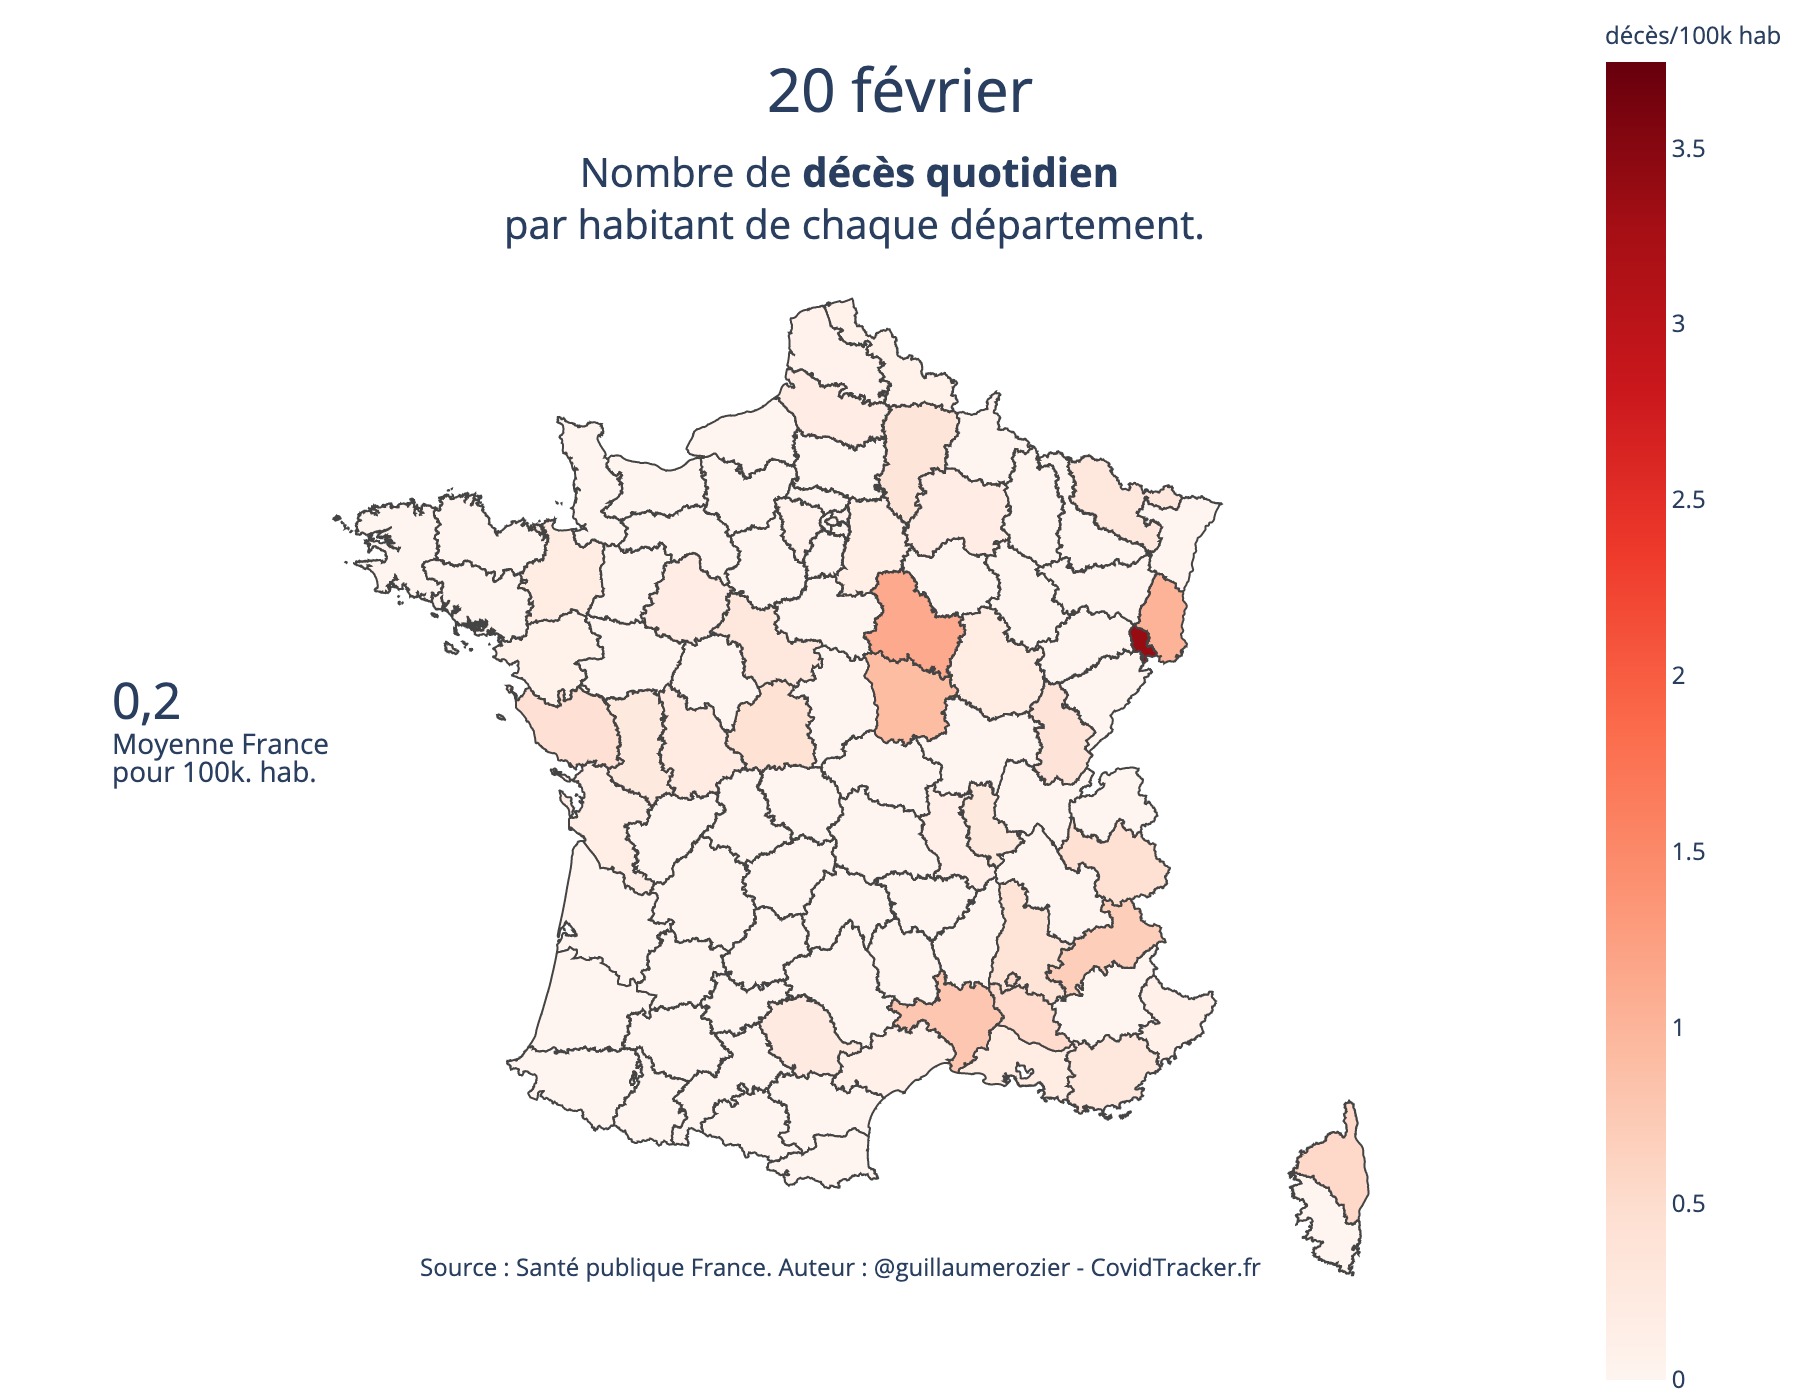 décès/100k hab
20 février
Nombre de décès quotidien
par habitant de chaque département.
3.5
3
2.5
2
1.5
1
0.5
0
0,2
Moyenne France
pour 100k. hab.
Source : Santé publique France. Auteur : @guillaumerozier - CovidTracker.fr